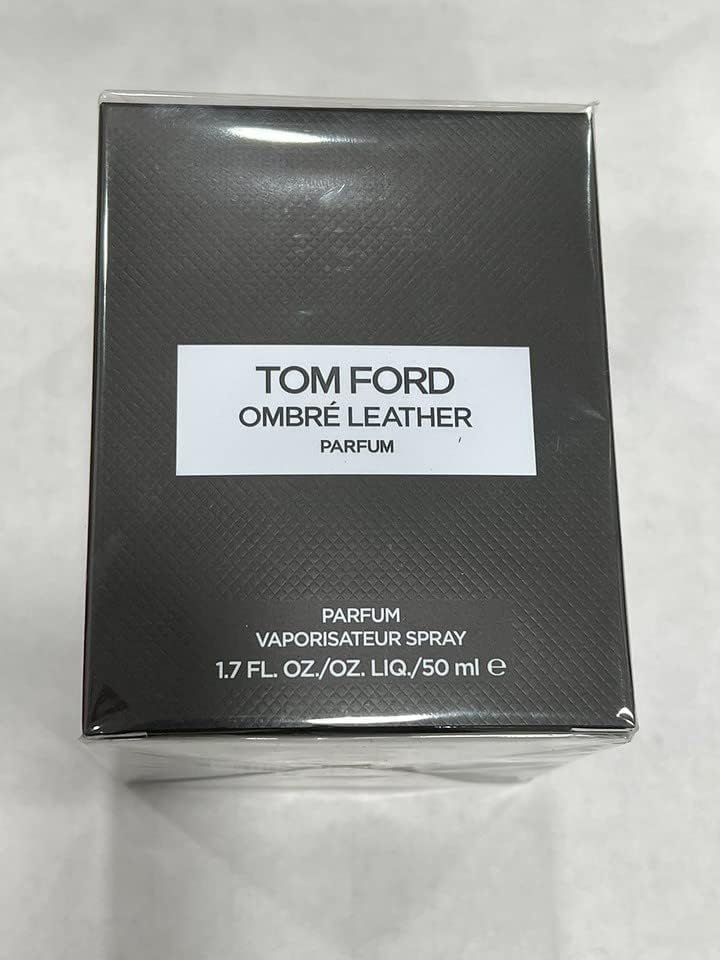 TOM FORD
OMBRÉ LEATHER
PARFUM
PARFUM
VAPORISATEUR SPRAY
1.7 FL. OZ./OZ. LIQ./50 ml ℮